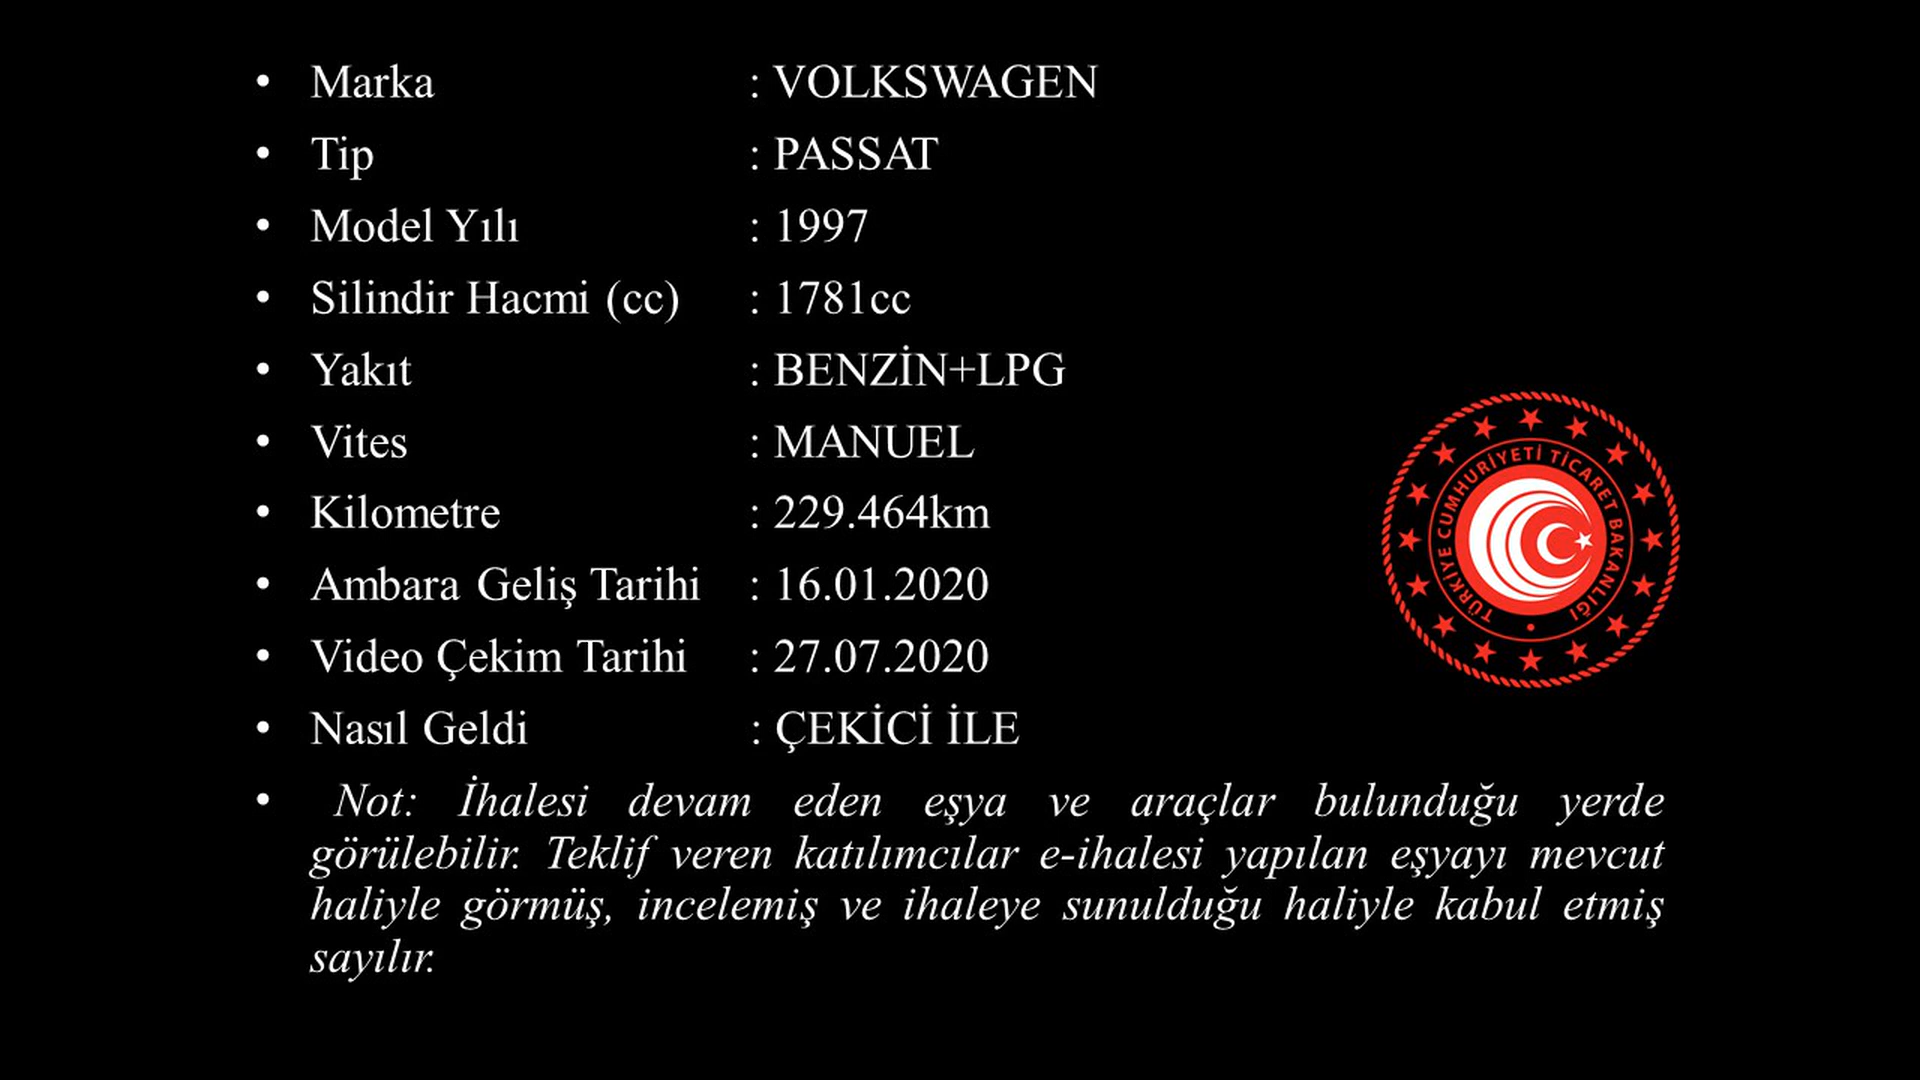 • Marka : VOLKSWAGEN
• Tip : PASSAT
• Model Yılı : 1997
• Silindir Hacmi (cc) : 1781cc
• Yakıt : BENZİN+LPG
• Vites : MANUEL
• Kilometre : 229.464km
• Ambara Geliş Tarihi : 16.01.2020
• Video Çekim Tarihi : 27.07.2020
• Nasıl Geldi : ÇEKİCİ İLE
• Not: İhalesi devam eden eşya ve araçlar bulunduğu yerde
görülebilir. Teklif veren katılımcılar e-ihalesi yapılan eşyayı mevcut
haliyle görmüş, incelemiş ve ihaleye sunulduğu haliyle kabul etmiş
sayılır.
TÜRKİYE CUMHURİYETİ TİCARET BAKANLIĞI